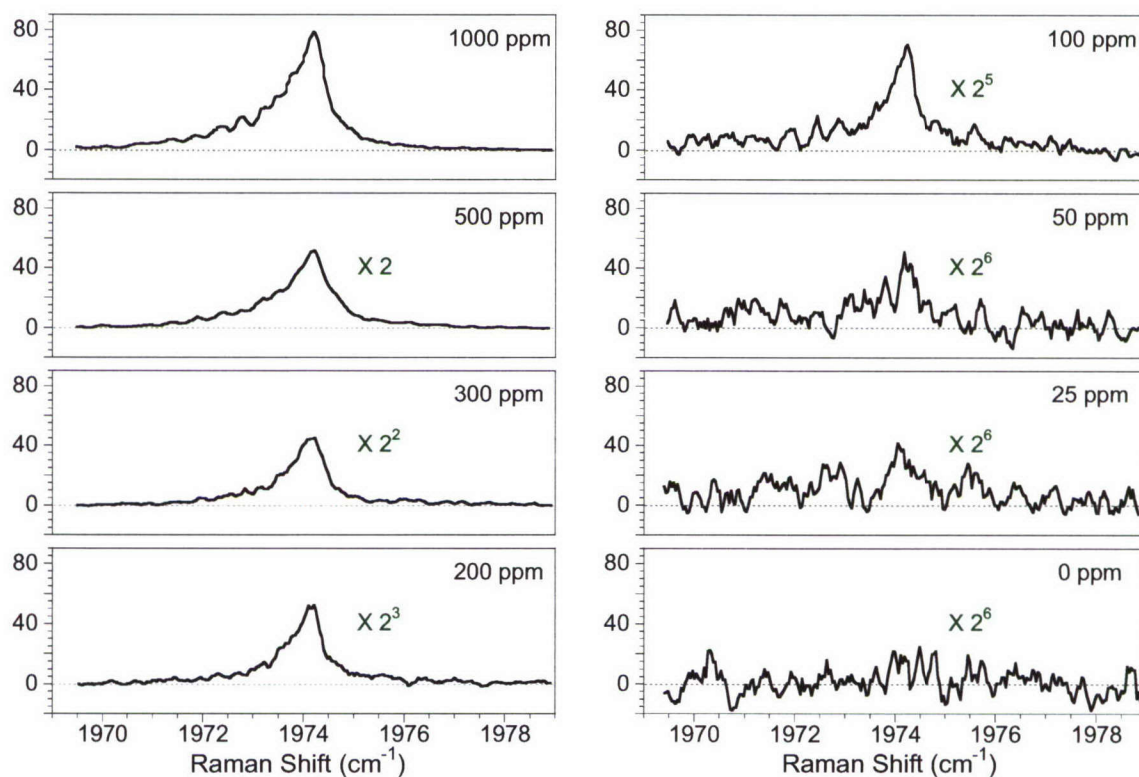 80
40
0
1000 ppm
80
40
0
500 ppm
X 2
80
40
0
300 ppm
X 2²
80
40
0
200 ppm
X 2³
1970 1972 1974 1976 1978
Raman Shift (cm⁻¹)
80
40
0
100 ppm
X 2⁵
80
40
0
50 ppm
X 2⁶
80
40
0
25 ppm
X 2⁶
80
40
0
0 ppm
X 2⁶
1970 1972 1974 1976 1978
Raman Shift (cm⁻¹)